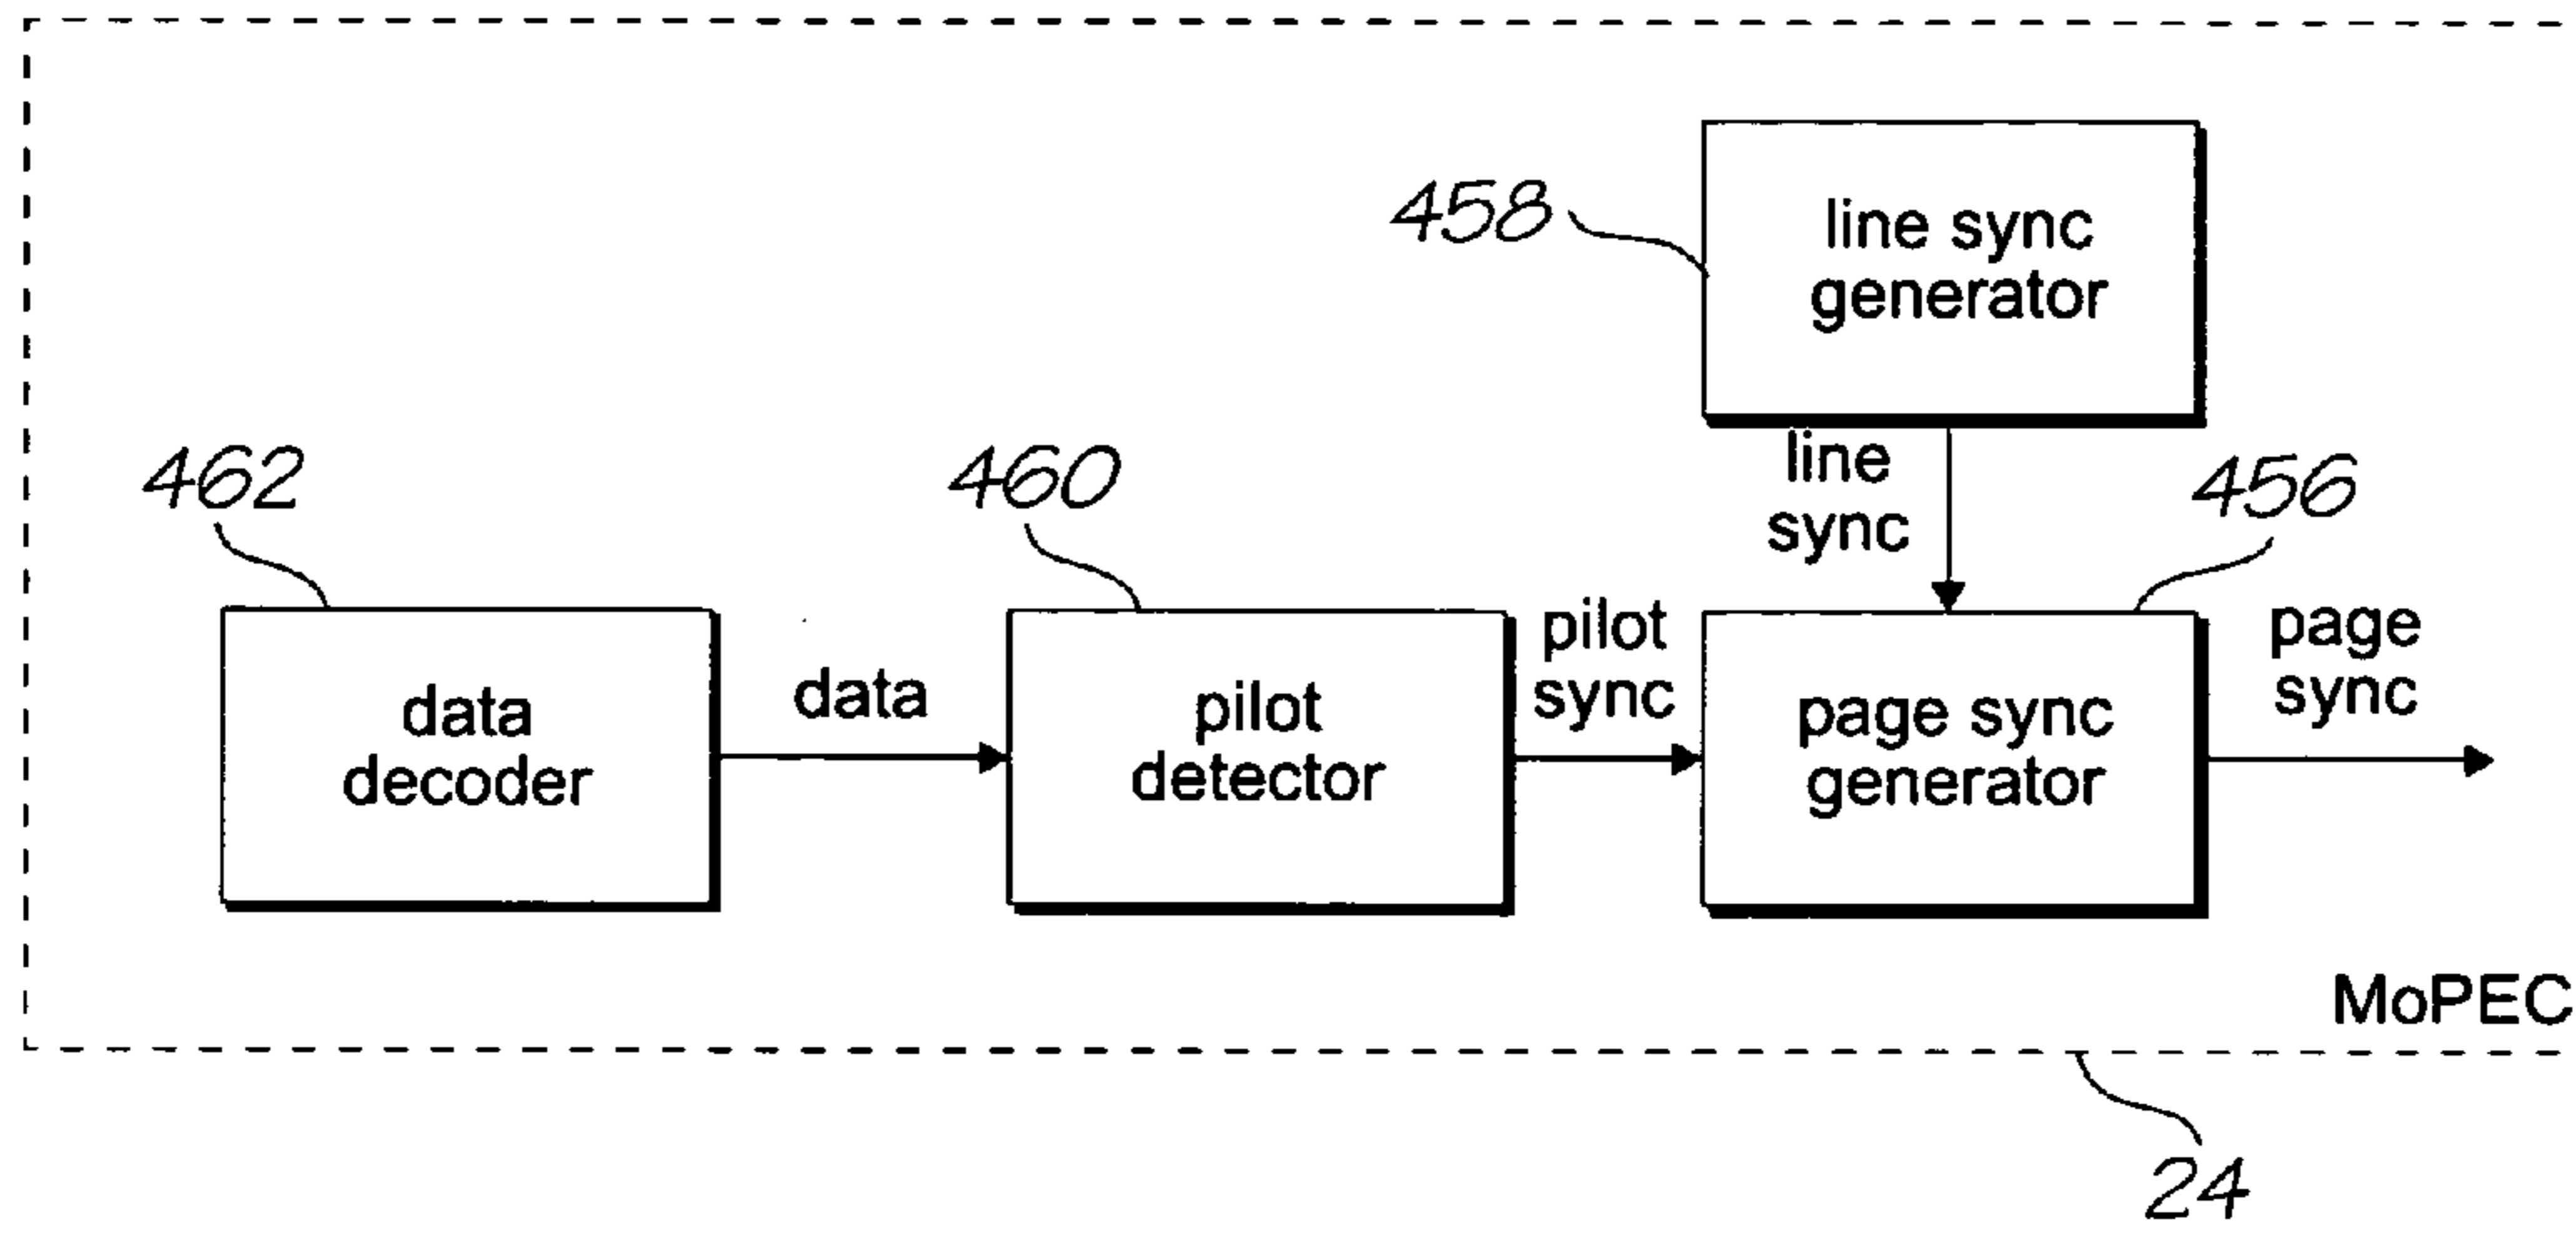 458
line sync
generator
line
sync
462
460
456
data
decoder
data
pilot
detector
pilot
sync
page sync
generator
page
sync
MoPEC
24